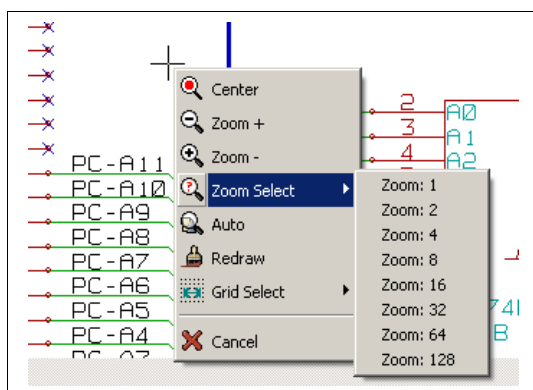 Center
Zoom +
Zoom -
Zoom Select
Auto
Redraw
Grid Select
Cancel
Zoom: 1
Zoom: 2
Zoom: 4
Zoom: 8
Zoom: 16
Zoom: 32
Zoom: 64
Zoom: 128
PC-A11
PC-A10
PC-A9
PC-A8
PC-A7
PC-A6
PC-A5
PC-A4
2 A0
3 A1
4 A2
B